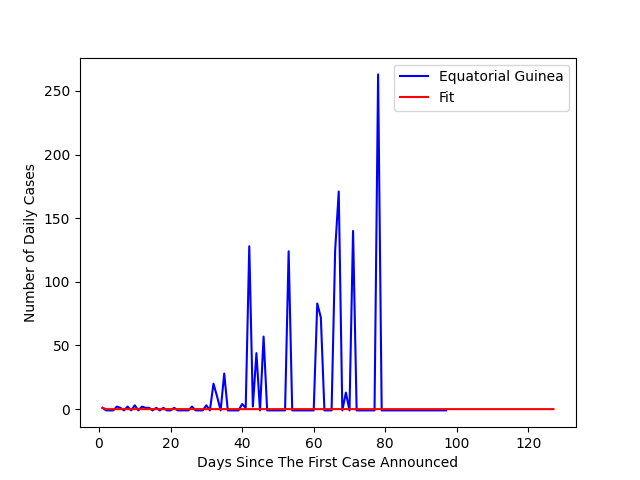 Equatorial Guinea
Fit
250
200
150
100
50
0
Number of Daily Cases
0 20 40 60 80 100 120
Days Since The First Case Announced